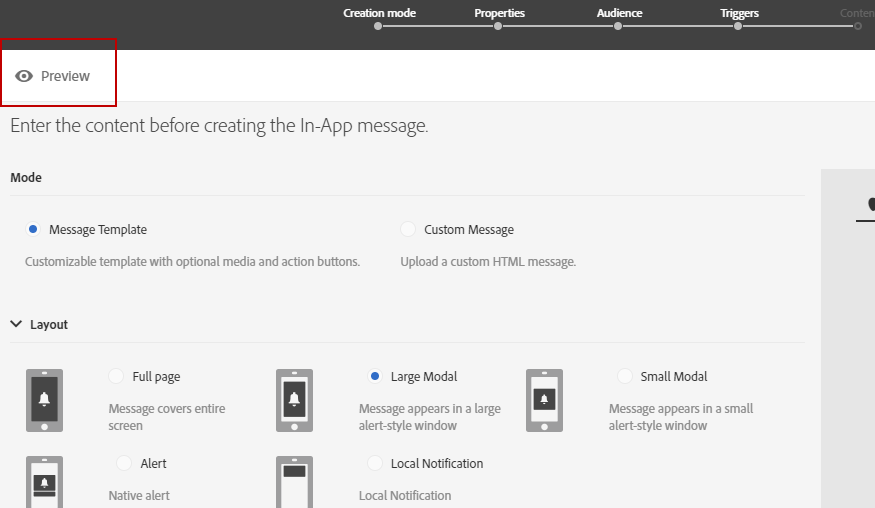 Creation mode Properties Audience Triggers Conten
Preview
Enter the content before creating the In-App message.
Mode
Message Template Custom Message
Customizable template with optional media and action buttons. Upload a custom HTML message.
Layout
Full page Large Modal Small Modal
Message covers entire Message appears in a large Message appears in a small
screen alert-style window alert-style window
Alert Local Notification
Native alert Local Notification